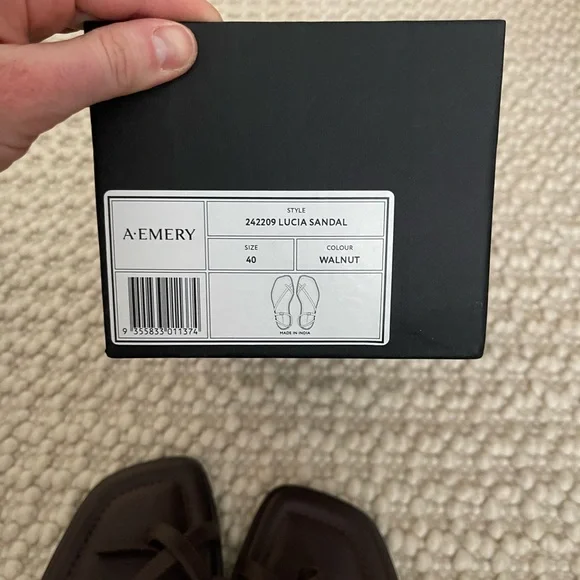 A·EMERY
STYLE
242209 LUCIA SANDAL
SIZE
40
COLOUR
WALNUT
9 355833 011374
MADE IN INDIA